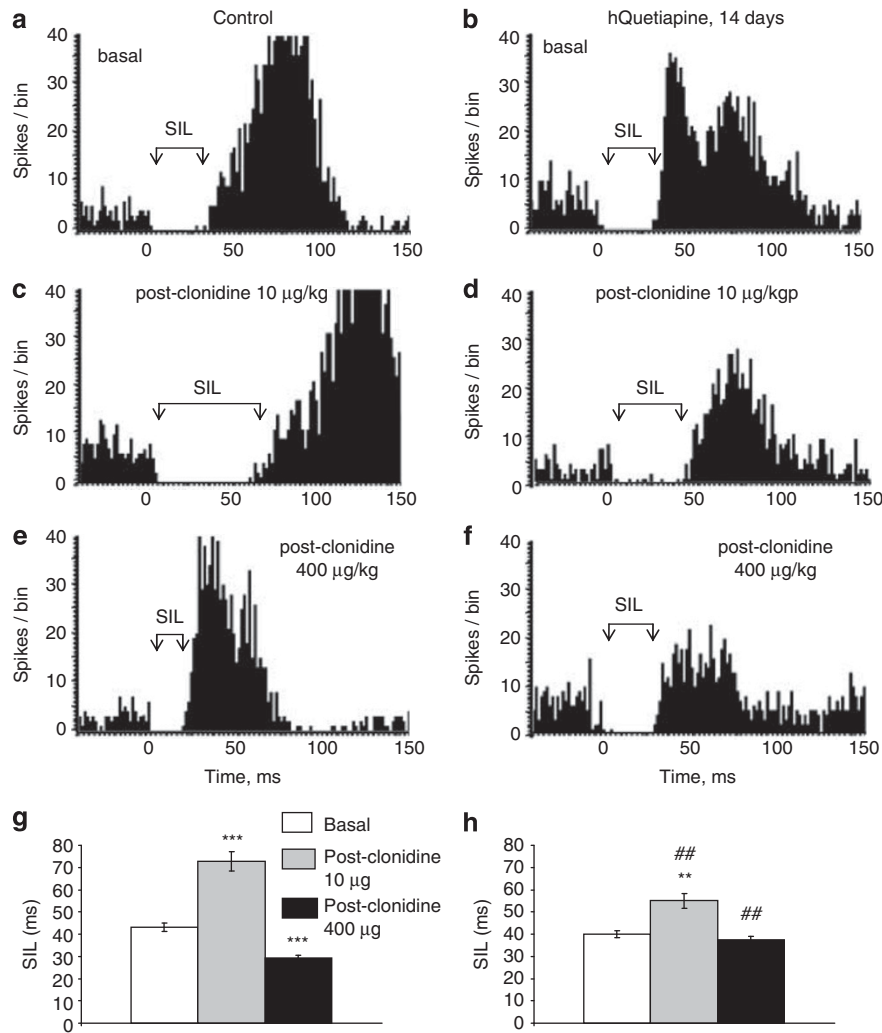 a
Control
40
30
20
10
0
Spikes / bin
basal
SIL
0 50 100 150
b
hQuetiapine, 14 days
40
30
20
10
0
Spikes / bin
basal
SIL
0 50 100 150
c
post-clonidine 10 µg/kg
40
30
20
10
0
Spikes / bin
SIL
0 50 100 150
d
post-clonidine 10 µg/kgp
40
30
20
10
0
Spikes / bin
SIL
0 50 100 150
e
post-clonidine
400 µg/kg
40
30
20
10
0
Spikes / bin
SIL
0 50 100 150
Time, ms
f
post-clonidine
400 µg/kg
40
30
20
10
0
Spikes / bin
SIL
0 50 100 150
Time, ms
g
Basal
Post-clonidine
10 µg
Post-clonidine
400 µg
80
70
60
50
40
30
20
10
0
SIL (ms)
***
***
h
80
70
60
50
40
30
20
10
0
SIL (ms)
##
**
##